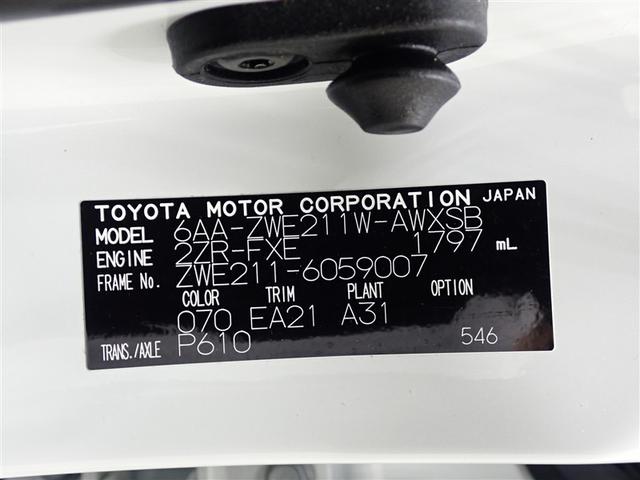 TOYOTA MOTOR CORPORATION JAPAN
MODEL 6AA-ZWE211W-AWXSB
ENGINE 2ZR-FXE 1797 mL
FRAME No. ZWE211-6059007
COLOR TRIM PLANT OPTION
070 EA21 A31
TRANS./AXLE P610 546